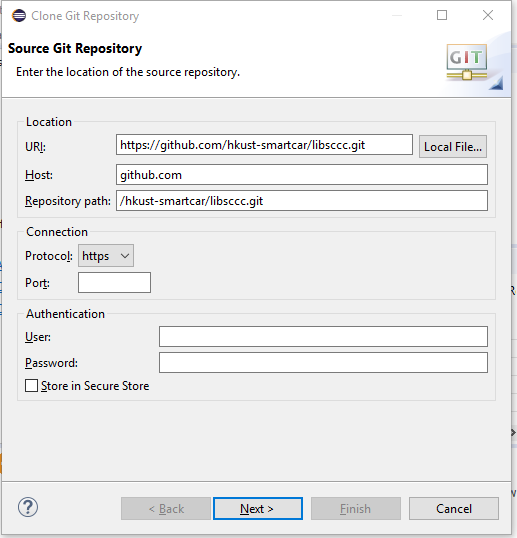 Clone Git Repository
Source Git Repository
Enter the location of the source repository.
GIT
Location
URI: https://github.com/hkust-smartcar/libsccc.git Local File...
Host: github.com
Repository path: /hkust-smartcar/libsccc.git
Connection
Protocol: https
Port:
Authentication
User:
Password:
Store in Secure Store
? < Back Next > Finish Cancel